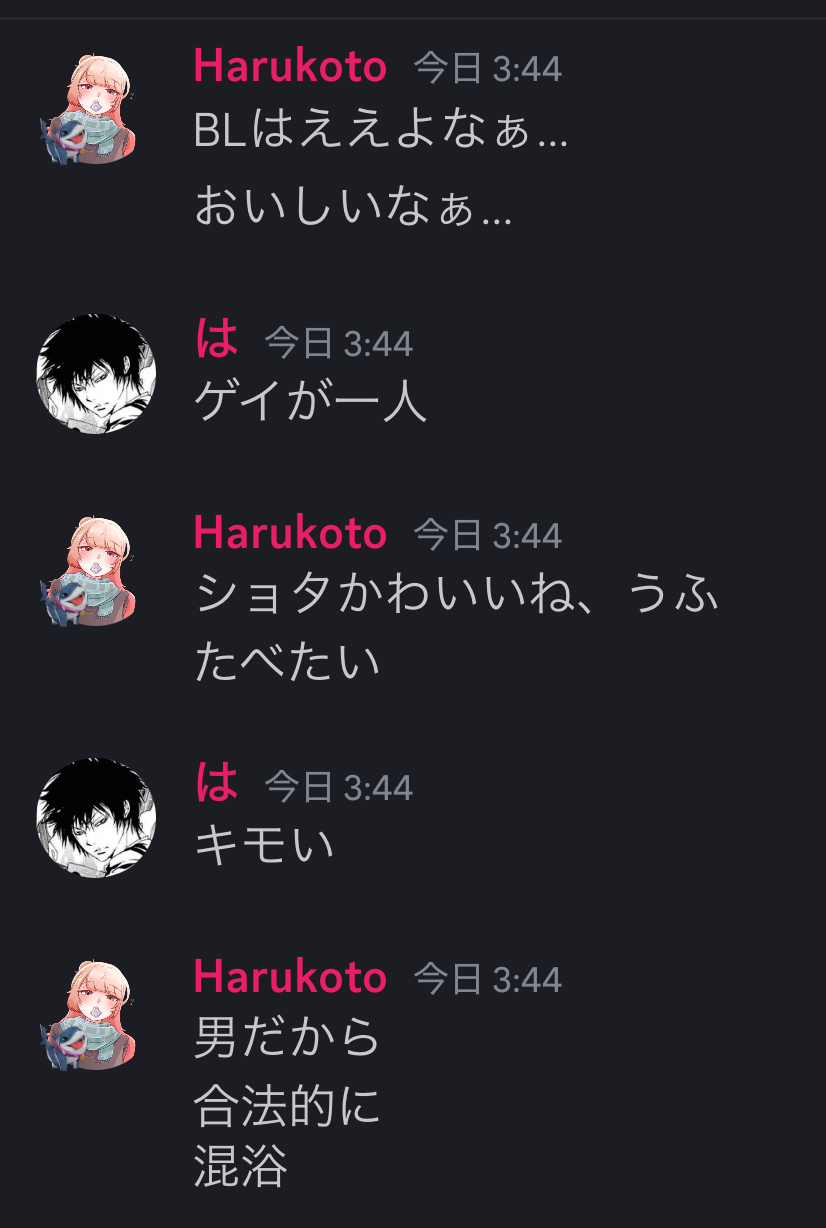 Harukoto 今日 3:44
BLはええよなぁ...
おいしいなぁ...
は 今日 3:44
ゲイが一人
Harukoto 今日 3:44
ショタかわいいね、うふ
たべたい
は 今日 3:44
キモい
Harukoto 今日 3:44
男だから
合法的に
混浴